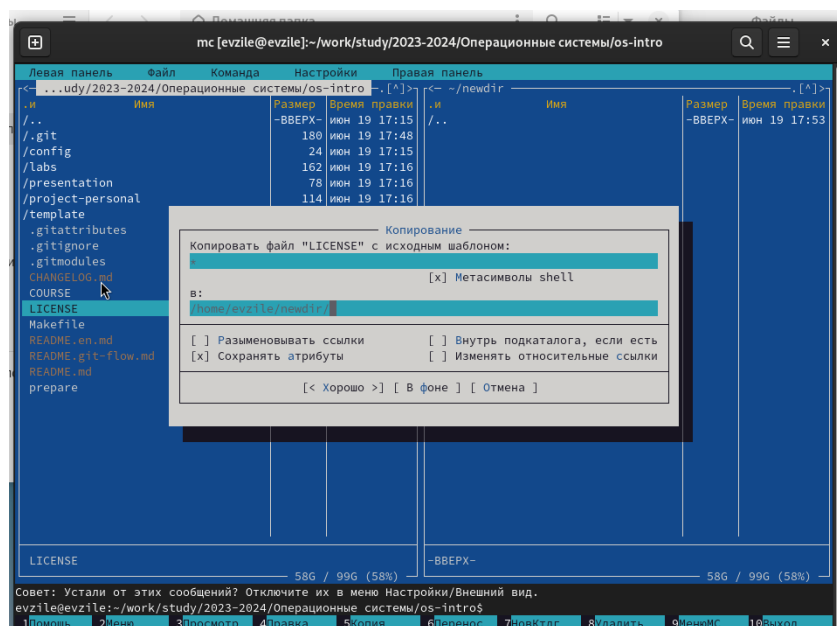 Домашняя папка
Файлы
mc [evzile@evzile]:~/work/study/2023-2024/Операционные системы/os-intro
Левая панель Файл Команда Настройки Правая панель
<— ...udy/2023-2024/Операционные системы/os-intro —.[^]> <— ~/newdir —.[^]>
.и Имя Размер Время правки .и Имя Размер Время правки
/.. -ВВЕРХ- июн 19 17:15 /.. -ВВЕРХ- июн 19 17:53
/.git 180 июн 19 17:48
/config 24 июн 19 17:15
/labs 162 июн 19 17:16
/presentation 78 июн 19 17:16
/project-personal 114 июн 19 17:16
/template
.gitattributes
.gitignore
.gitmodules
CHANGELOG.md
COURSE
LICENSE
Makefile
README.en.md
README.git-flow.md
README.md
prepare
Копирование
Копировать файл "LICENSE" с исходным шаблоном:
*
[x] Метасимволы shell
в:
/home/evzile/newdir/
[ ] Разыменовывать ссылки [ ] Внутрь подкаталога, если есть
[x] Сохранять атрибуты [ ] Изменять относительные ссылки
[< Хорошо >] [ В фоне ] [ Отмена ]
LICENSE -ВВЕРХ-
58G / 99G (58%) 58G / 99G (58%)
Совет: Устали от этих сообщений? Отключите их в меню Настройки/Внешний вид.
evzile@evzile:~/work/study/2023-2024/Операционные системы/os-intro$
1Помощь 2Меню 3Просмотр 4Правка 5Копия 6Перенос 7НовКтлг 8Удалить 9МенюMC 10Выход